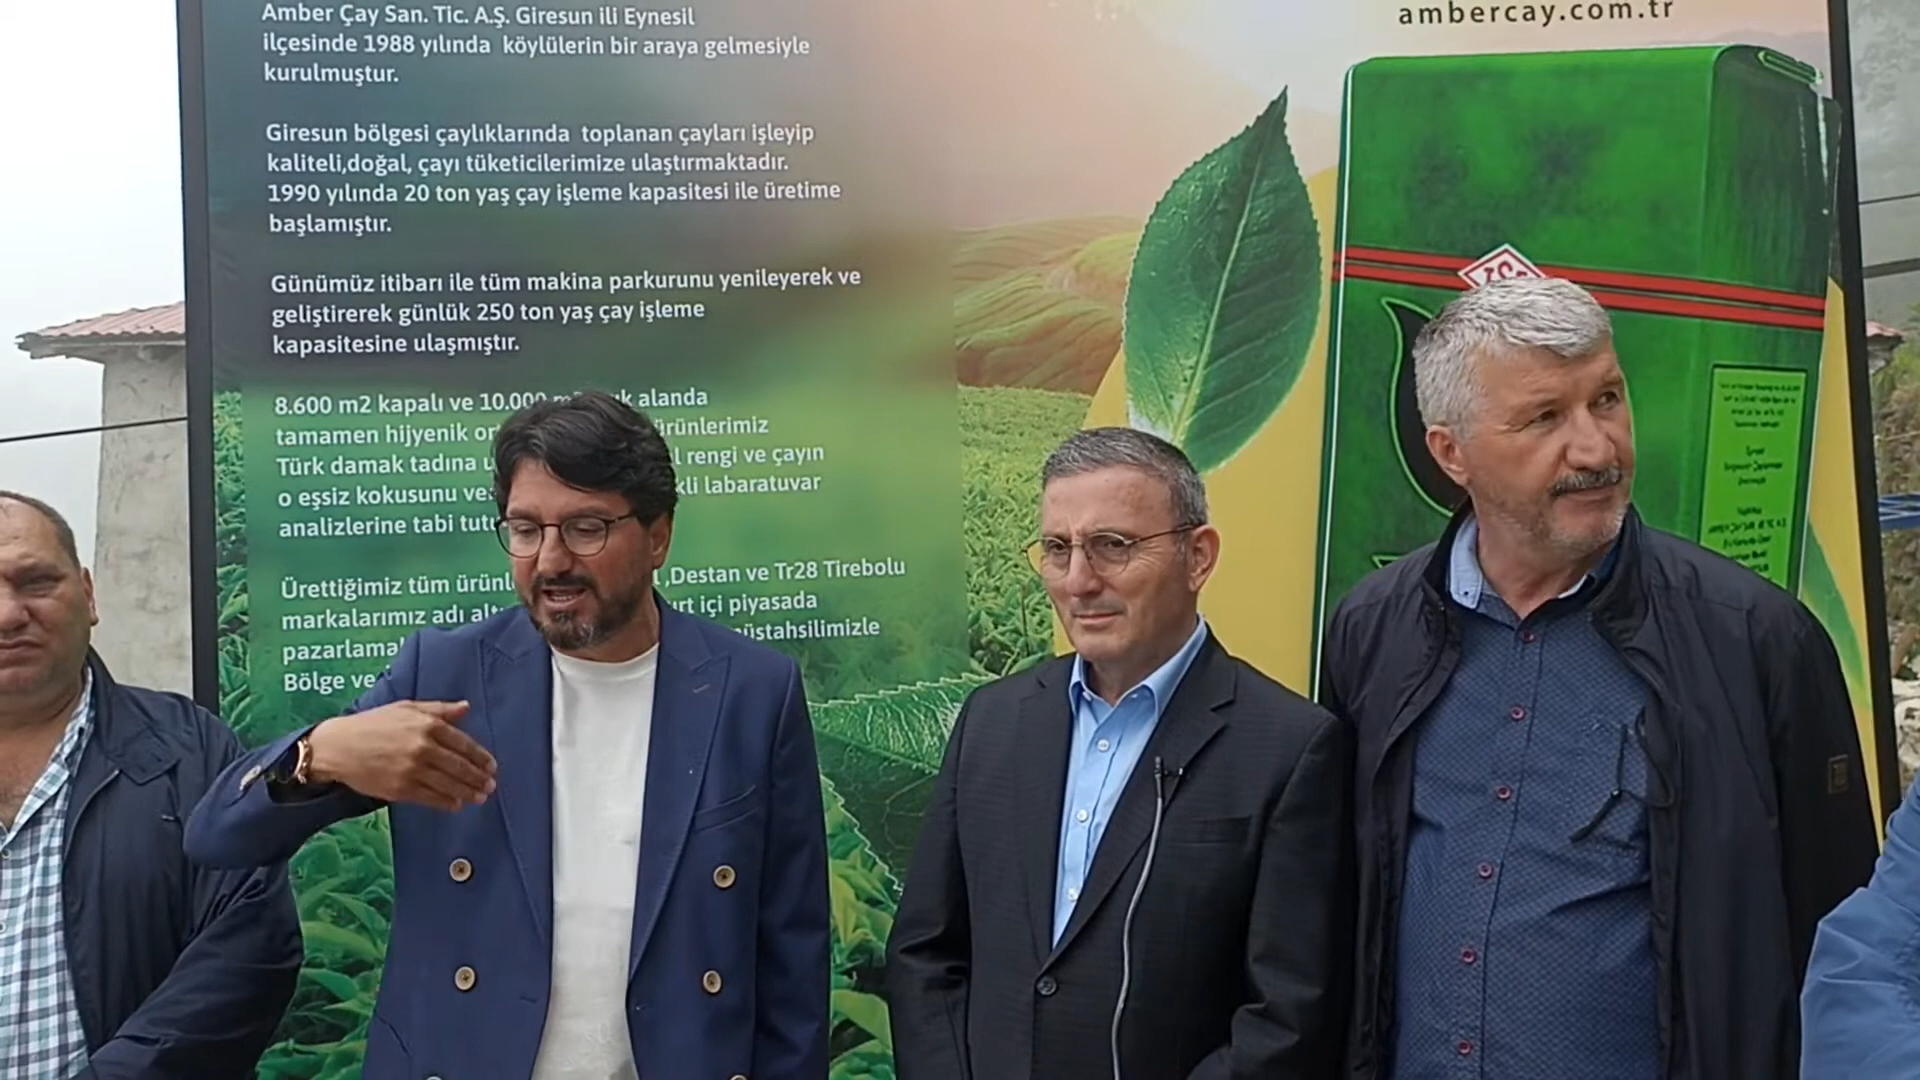 Amber Çay San. Tic. A.Ş. Giresun ili Eynesil
ilçesinde 1988 yılında köylülerin bir araya gelmesiyle
kurulmuştur.
Giresun bölgesi çaylıklarında toplanan çayları işleyip
kaliteli,doğal, çayı tüketicilerimize ulaştırmaktadır.
1990 yılında 20 ton yaş çay işleme kapasitesi ile üretime
başlamıştır.
Günümüz itibarı ile tüm makina parkurunu yenileyerek ve
geliştirerek günlük 250 ton yaş çay işleme
kapasitesine ulaşmıştır.
8.600 m2 kapalı ve 10.000 alanda
tamamen hijyenik ürünlerimiz
Türk damak tadına rengi ve çayın
o eşsiz kokusunu labaratuvar
analizlerine tabi
Ürettiğimiz tüm ,Destan ve Tr28 Tirebolu
markalarımız adı içi piyasada
müstahsilimizle
Bölge ve
ambercay.com.tr